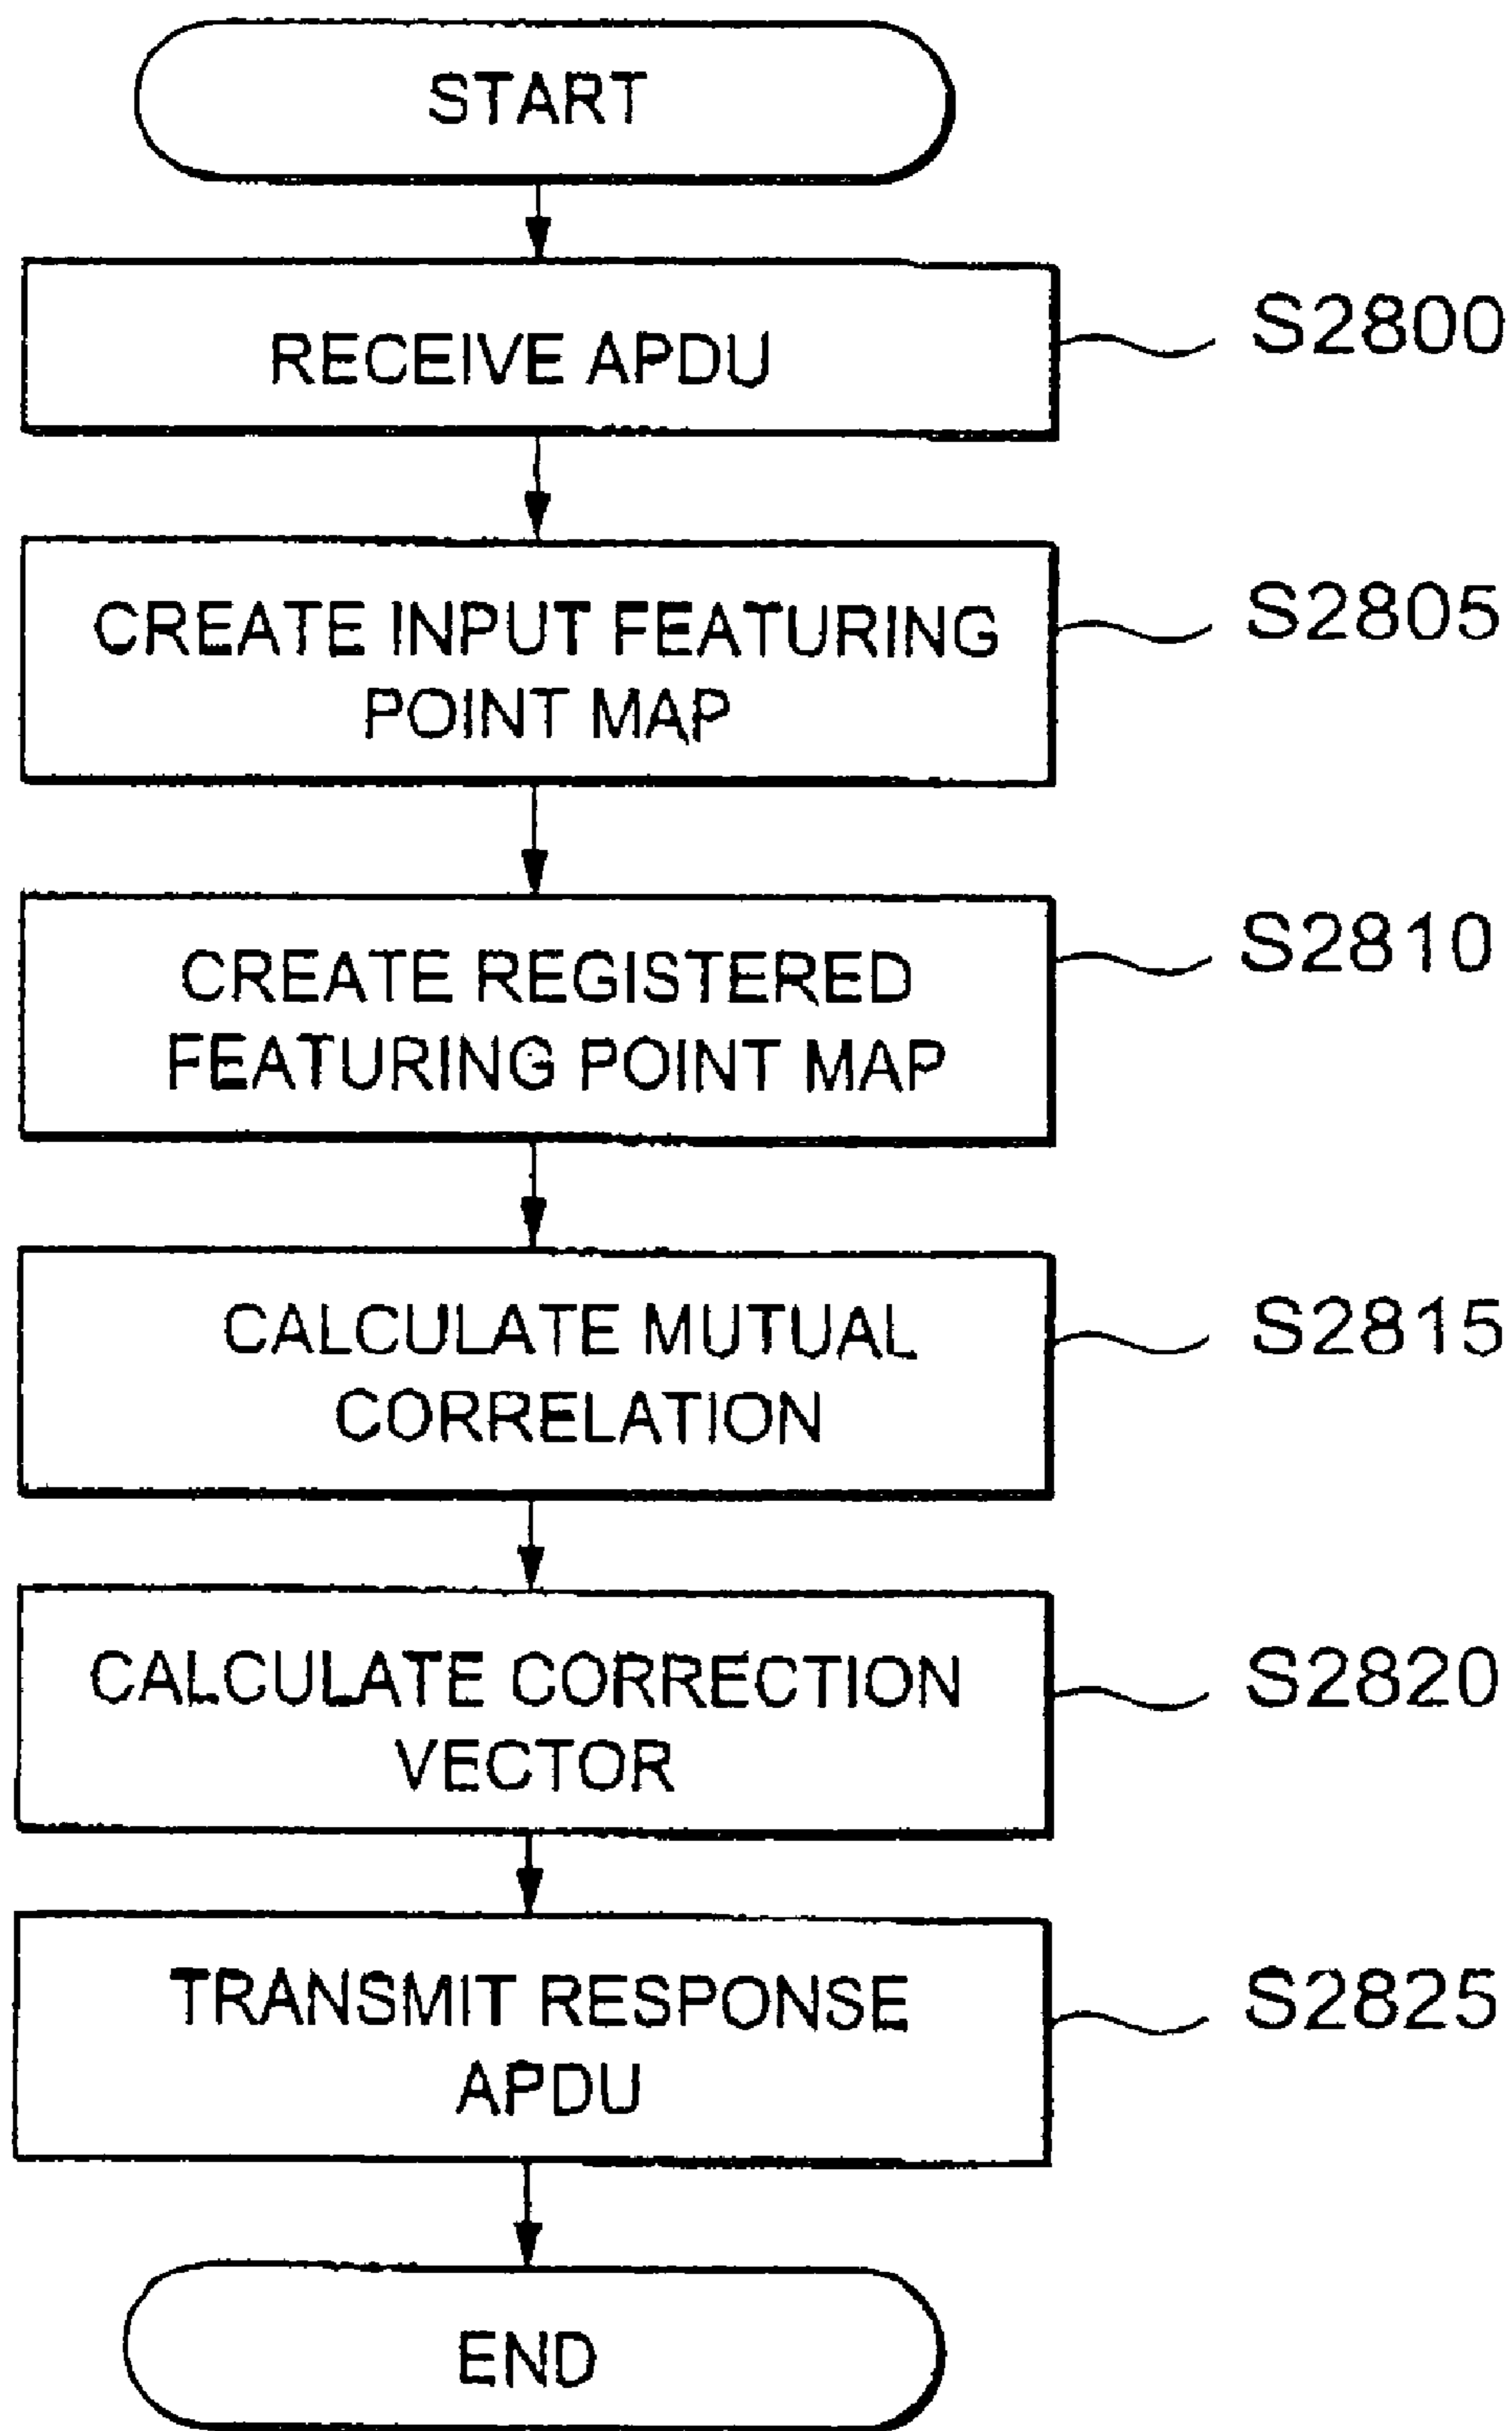 START
RECEIVE APDU
S2800
CREATE INPUT FEATURING
POINT MAP
S2805
CREATE REGISTERED
FEATURING POINT MAP
S2810
CALCULATE MUTUAL
CORRELATION
S2815
CALCULATE CORRECTION
VECTOR
S2820
TRANSMIT RESPONSE
APDU
S2825
END